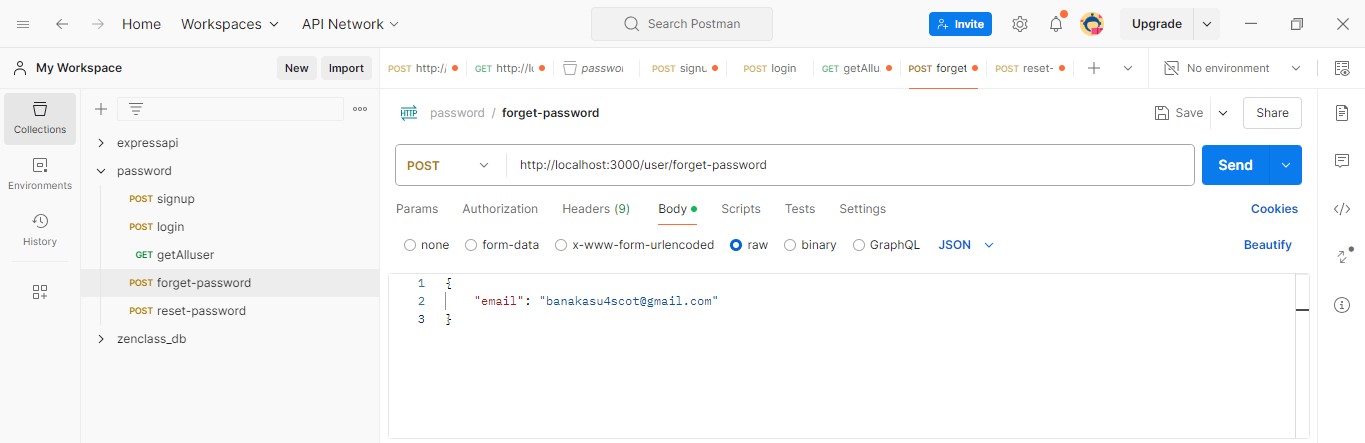 Home Workspaces API Network Search Postman Invite Upgrade
My Workspace New Import POST http:/ GET http://l passwo POST signu POST login GET getAllu POST forget POST reset- No environment
Collections
HTTP password / forget-password Save Share
expressapi
password
POST http://localhost:3000/user/forget-password Send
Environments
POST signup
Params Authorization Headers (9) Body Scripts Tests Settings Cookies
POST login
History
GET getAlluser
none form-data x-www-form-urlencoded raw binary GraphQL JSON Beautify
POST forget-password
1 {
2 "email": "banakasu4scot@gmail.com"
3 }
POST reset-password
zenclass_db